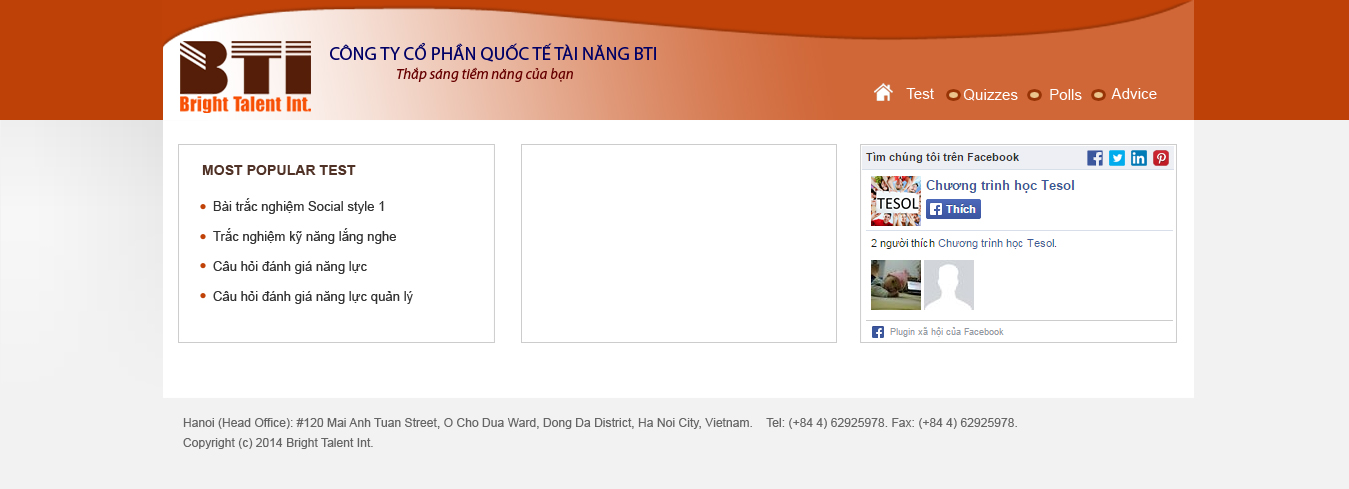 BTI
Bright Talent Int.
CÔNG TY CỔ PHẦN QUỐC TẾ TÀI NĂNG BTI
Thắp sáng tiềm năng của bạn
Test Quizzes Polls Advice
MOST POPULAR TEST
Bài trắc nghiệm Social style 1
Trắc nghiệm kỹ năng lắng nghe
Câu hỏi đánh giá năng lực
Câu hỏi đánh giá năng lực quản lý
Tìm chúng tôi trên Facebook
TESOL
Chương trình học Tesol
Thích
2 người thích Chương trình học Tesol.
Plugin xã hội của Facebook
Hanoi (Head Office): #120 Mai Anh Tuan Street, O Cho Dua Ward, Dong Da District, Ha Noi City, Vietnam. Tel: (+84 4) 62925978. Fax: (+84 4) 62925978.
Copyright (c) 2014 Bright Talent Int.